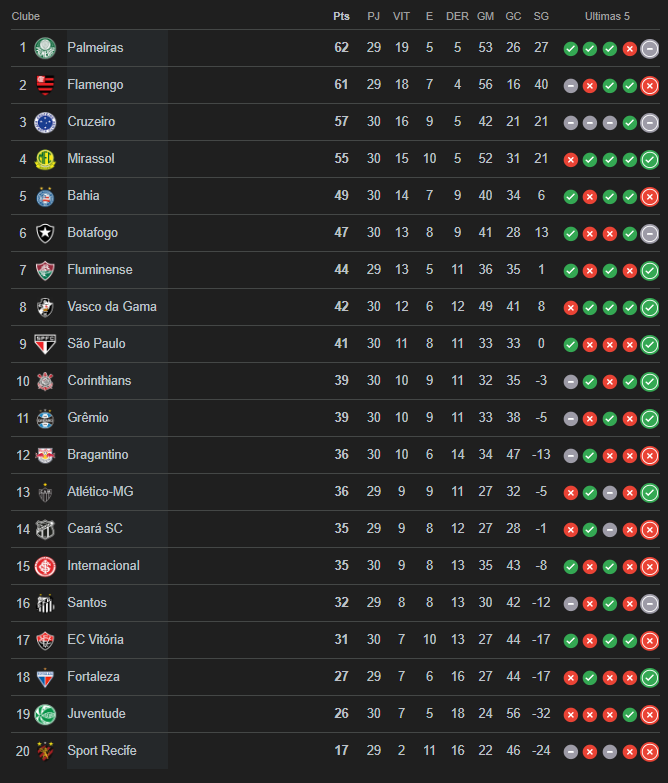 Clube Pts PJ VIT E DER GM GC SG Ultimas 5
1 Palmeiras 62 29 19 5 5 53 26 27
2 Flamengo 61 29 18 7 4 56 16 40
3 Cruzeiro 57 30 16 9 5 42 21 21
4 Mirassol 55 30 15 10 5 52 31 21
5 Bahia 49 30 14 7 9 40 34 6
6 Botafogo 47 30 13 8 9 41 28 13
7 Fluminense 44 29 13 5 11 36 35 1
8 Vasco da Gama 42 30 12 6 12 49 41 8
9 São Paulo 41 30 11 8 11 33 33 0
10 Corinthians 39 30 10 9 11 32 35 -3
11 Grêmio 39 30 10 9 11 33 38 -5
12 Bragantino 36 30 10 6 14 34 47 -13
13 Atlético-MG 36 29 9 9 11 27 32 -5
14 Ceará SC 35 29 9 8 12 27 28 -1
15 Internacional 35 30 9 8 13 35 43 -8
16 Santos 32 29 8 8 13 30 42 -12
17 EC Vitória 31 30 7 10 13 27 44 -17
18 Fortaleza 27 29 7 6 16 27 44 -17
19 Juventude 26 30 7 5 18 24 56 -32
20 Sport Recife 17 29 2 11 16 22 46 -24